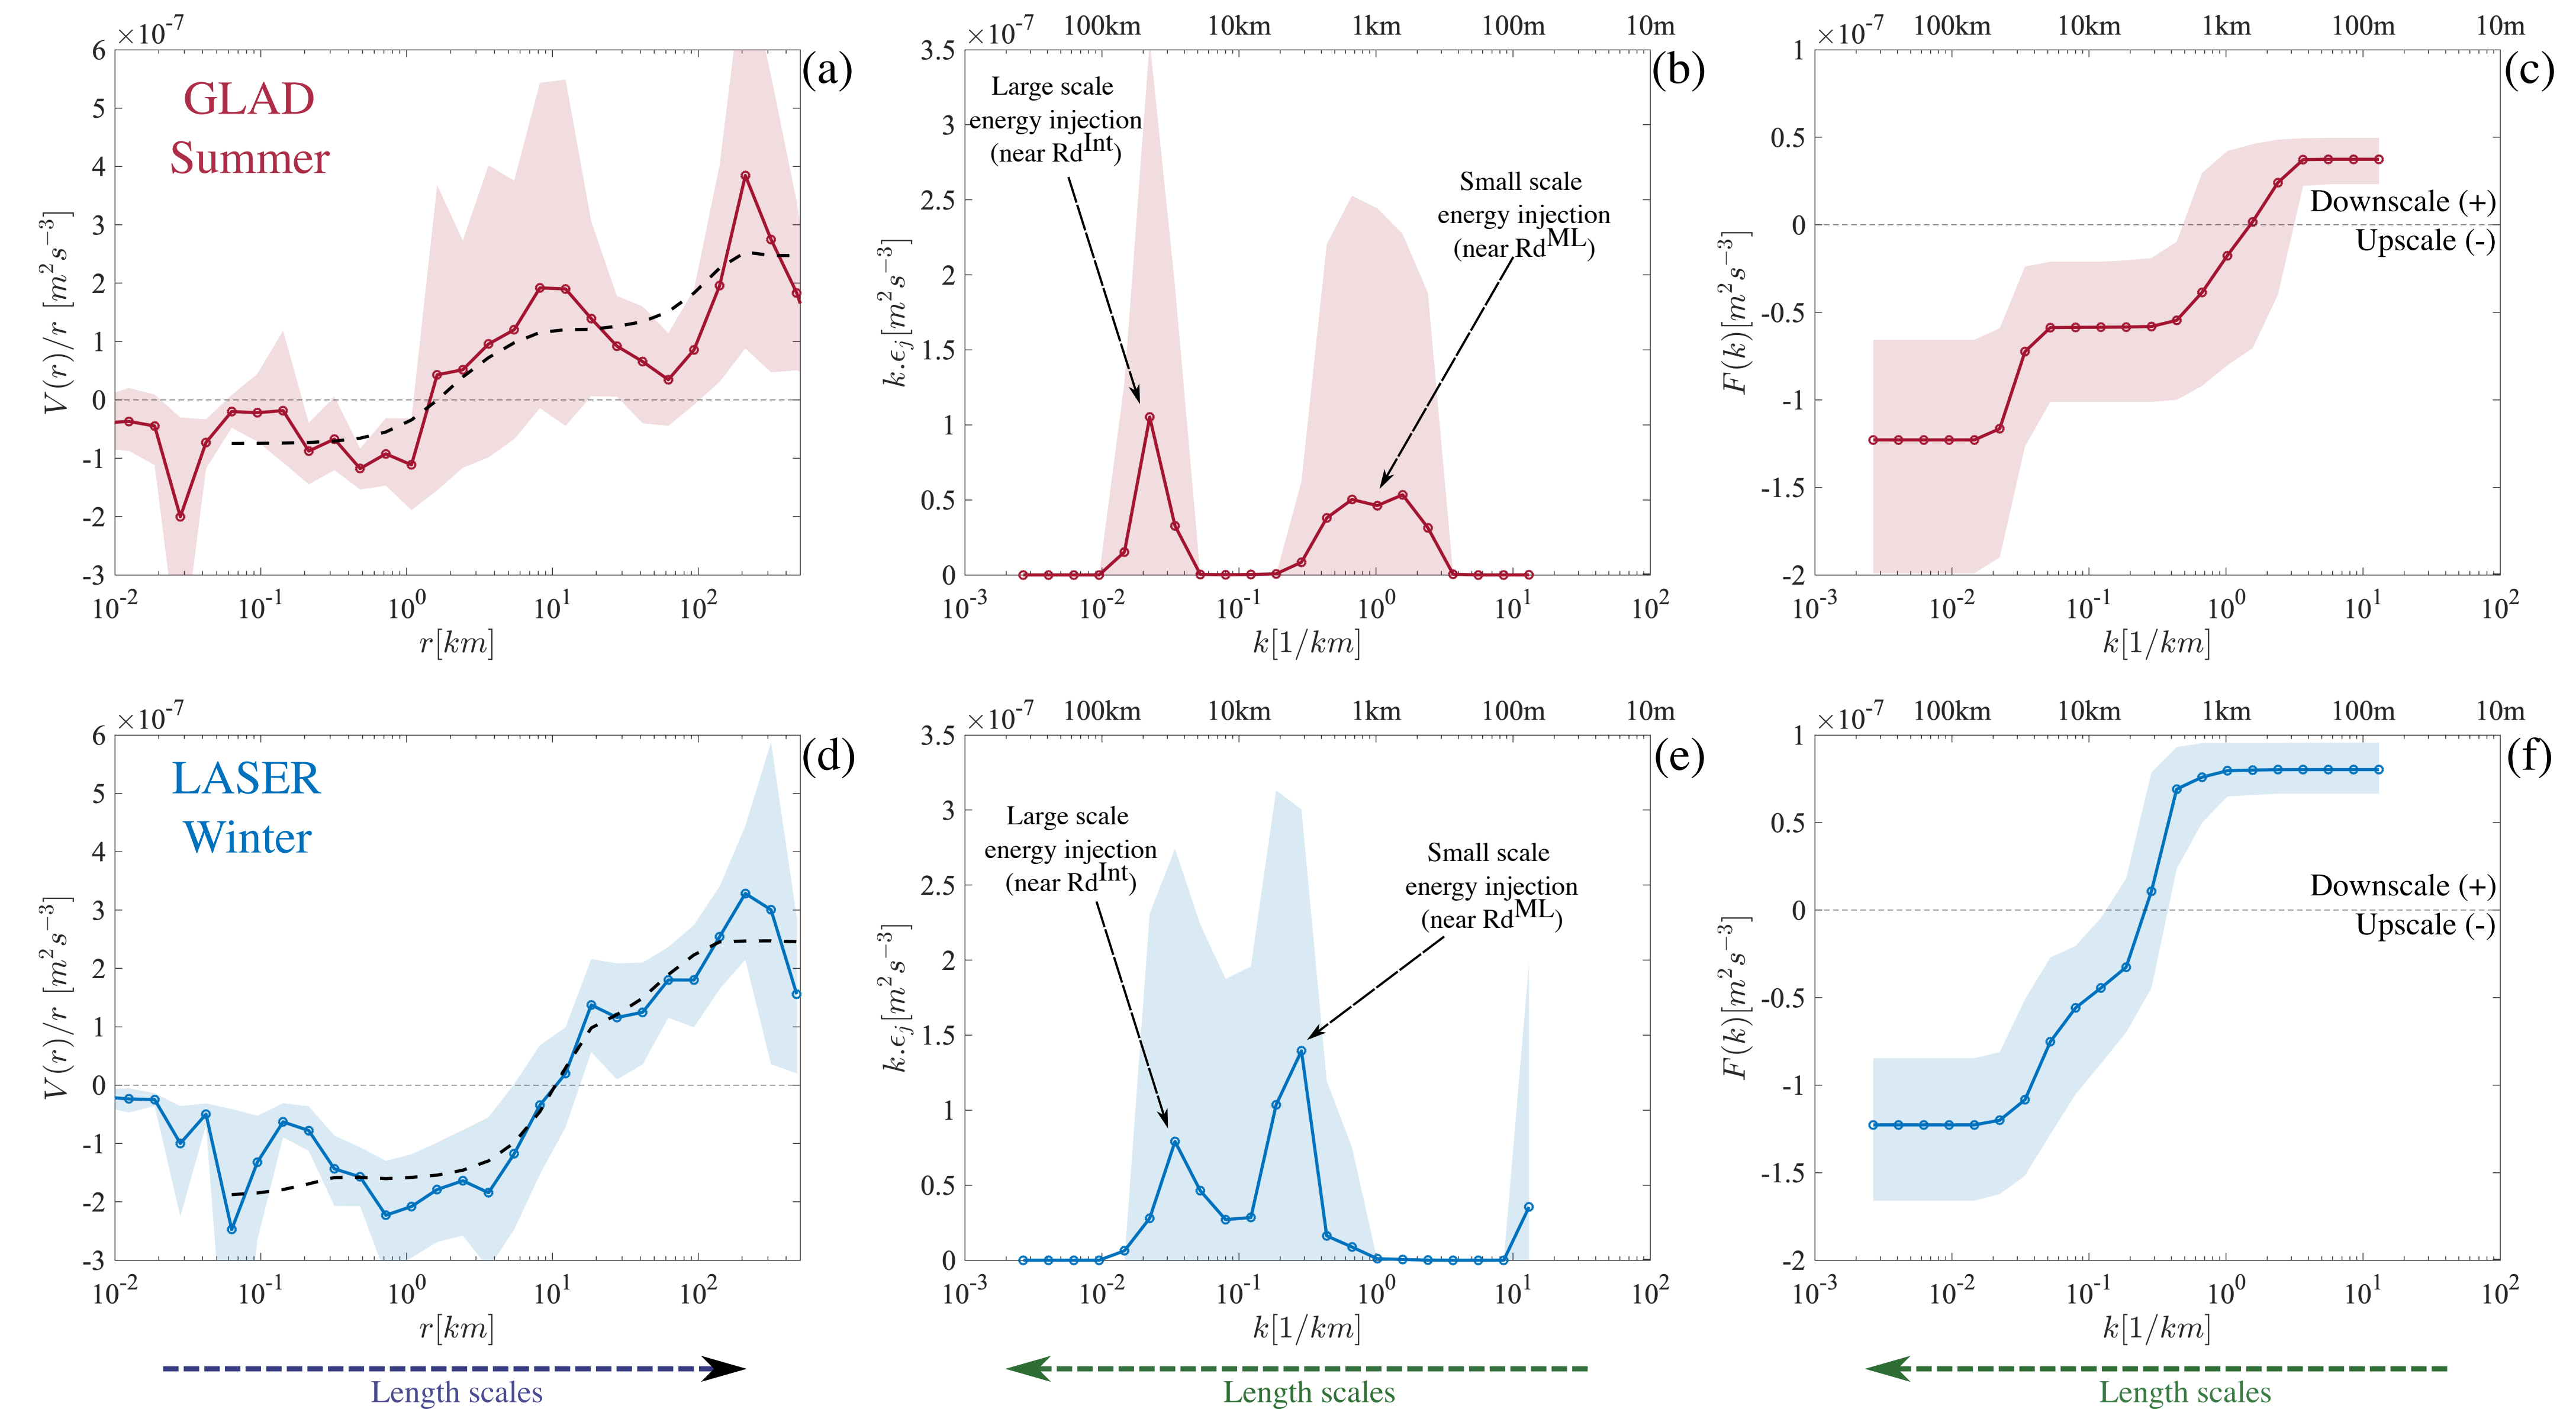 ×10⁻⁷
6
5
4
3
2
1
0
-1
-2
-3
GLAD
Summer
(a)
V(r)/r [m²s⁻³]
10⁻² 10⁻¹ 10⁰ 10¹ 10²
r[km]
×10⁻⁷ 100km 10km 1km 100m 10m
3.5
3
2.5
2
1.5
1
0.5
0
(b)
Large scale
energy injection
(near Rd^Int)
Small scale
energy injection
(near Rd^ML)
k.ϵⱼ[m²s⁻³]
10⁻³ 10⁻² 10⁻¹ 10⁰ 10¹ 10²
k[1/km]
×10⁻⁷ 100km 10km 1km 100m 10m
1
0.5
0
-0.5
-1
-1.5
-2
(c)
Downscale (+)
Upscale (-)
F(k)[m²s⁻³]
10⁻³ 10⁻² 10⁻¹ 10⁰ 10¹ 10²
k[1/km]
×10⁻⁷
6
5
4
3
2
1
0
-1
-2
-3
LASER
Winter
(d)
V(r)/r [m²s⁻³]
10⁻² 10⁻¹ 10⁰ 10¹ 10²
r[km]
Length scales
×10⁻⁷ 100km 10km 1km 100m 10m
3.5
3
2.5
2
1.5
1
0.5
0
(e)
Large scale
energy injection
(near Rd^Int)
Small scale
energy injection
(near Rd^ML)
k.ϵⱼ[m²s⁻³]
10⁻³ 10⁻² 10⁻¹ 10⁰ 10¹ 10²
k[1/km]
Length scales
×10⁻⁷ 100km 10km 1km 100m 10m
1
0.5
0
-0.5
-1
-1.5
-2
(f)
Downscale (+)
Upscale (-)
F(k)[m²s⁻³]
10⁻³ 10⁻² 10⁻¹ 10⁰ 10¹ 10²
k[1/km]
Length scales